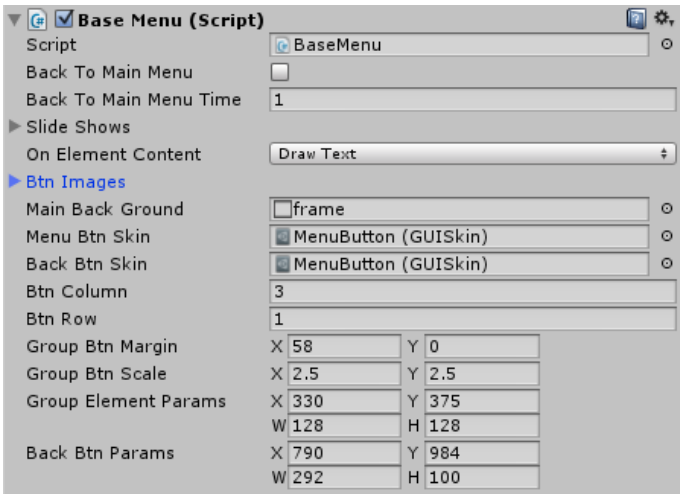 Base Menu (Script)
Script BaseMenu
Back To Main Menu
Back To Main Menu Time 1
Slide Shows
On Element Content Draw Text
Btn Images
Main Back Ground frame
Menu Btn Skin MenuButton (GUISkin)
Back Btn Skin MenuButton (GUISkin)
Btn Column 3
Btn Row 1
Group Btn Margin X 58 Y 0
Group Btn Scale X 2.5 Y 2.5
Group Element Params X 330 Y 375
W 128 H 128
Back Btn Params X 790 Y 984
W 292 H 100